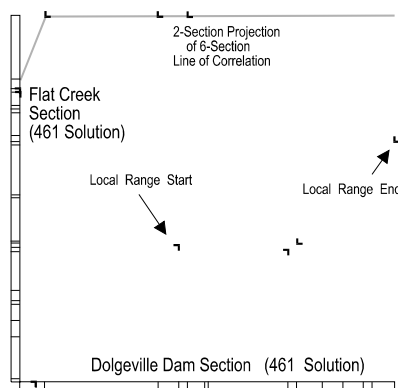 2-Section Projection
of 6-Section
Line of Correlation
Flat Creek
Section
(461 Solution)
Local Range Start
Local Range End
Dolgeville Dam Section (461 Solution)